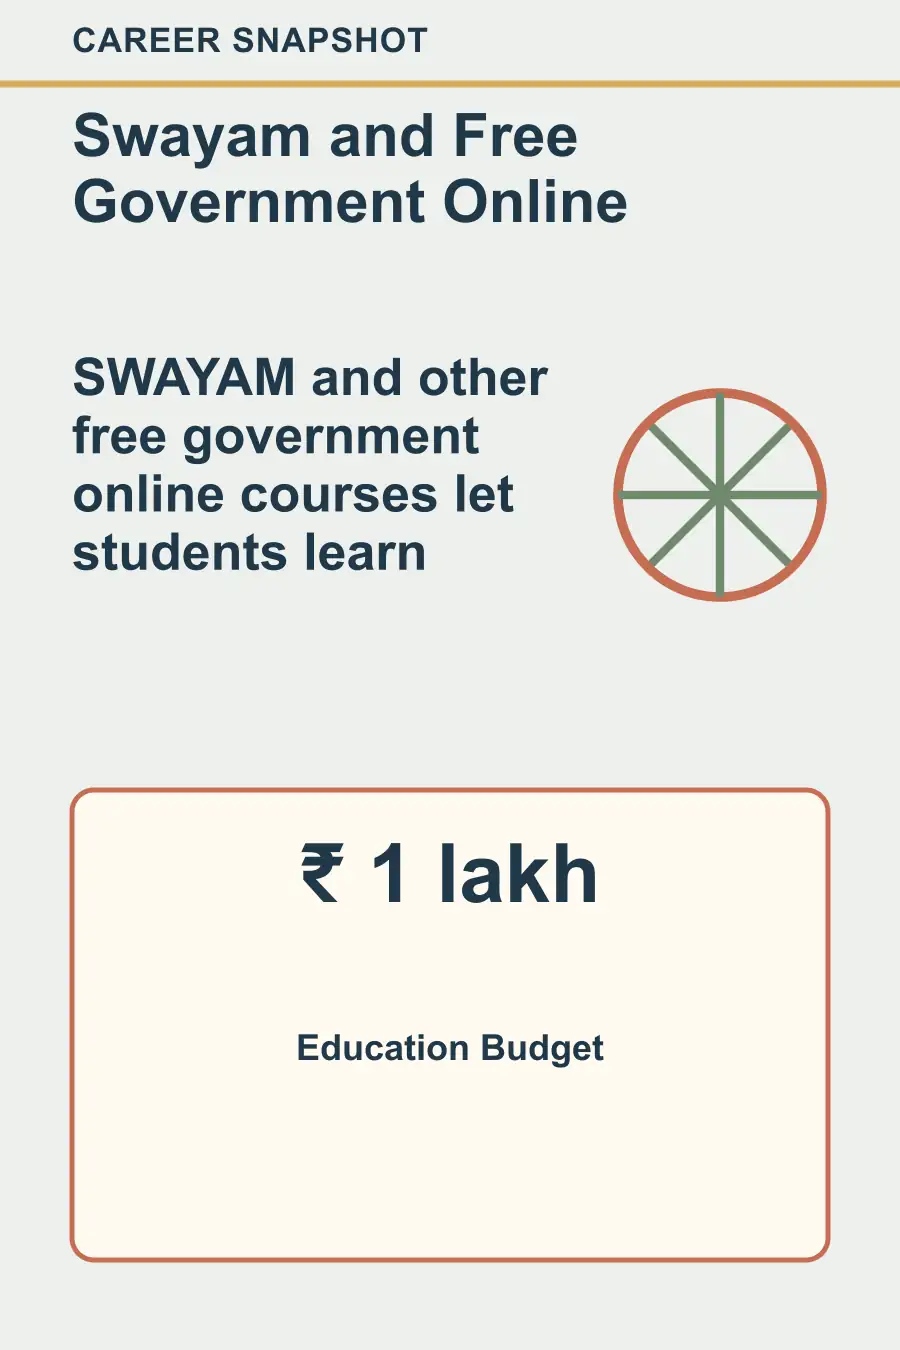 CAREER SNAPSHOT
Swayam and Free
Government Online
SWAYAM and other
free government
online courses let
students learn
₹ 1 lakh
Education Budget